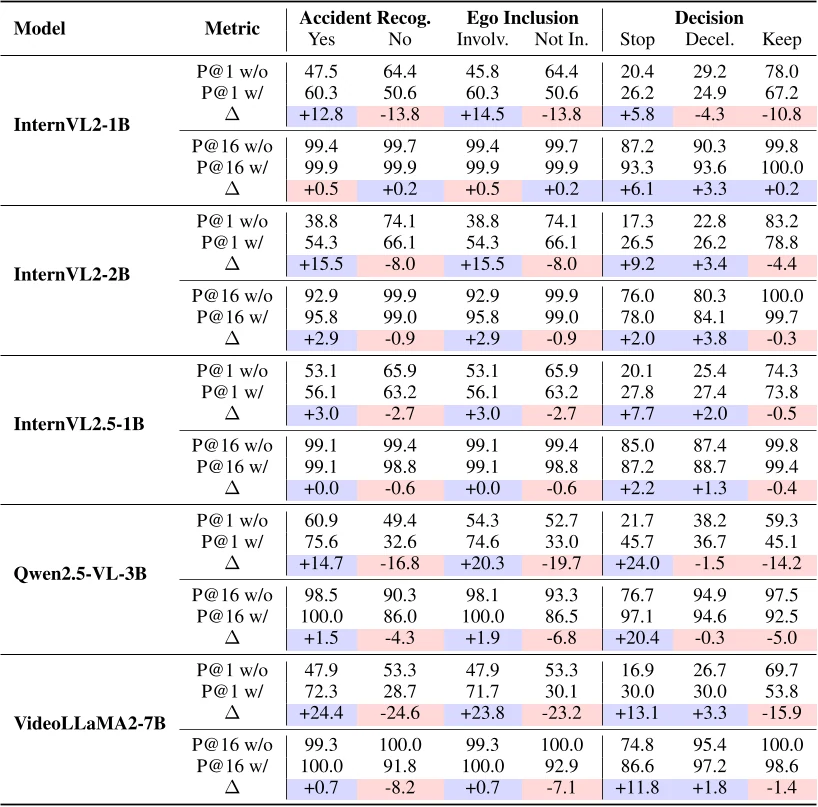 Model Metric Accident Recog. Ego Inclusion Decision
Yes No Involv. Not In. Stop Decel. Keep
InternVL2-1B
P@1 w/o 47.5 64.4 45.8 64.4 20.4 29.2 78.0
P@1 w/ 60.3 50.6 60.3 50.6 26.2 24.9 67.2
Δ +12.8 -13.8 +14.5 -13.8 +5.8 -4.3 -10.8
P@16 w/o 99.4 99.7 99.4 99.7 87.2 90.3 99.8
P@16 w/ 99.9 99.9 99.9 99.9 93.3 93.6 100.0
Δ +0.5 +0.2 +0.5 +0.2 +6.1 +3.3 +0.2
InternVL2-2B
P@1 w/o 38.8 74.1 38.8 74.1 17.3 22.8 83.2
P@1 w/ 54.3 66.1 54.3 66.1 26.5 26.2 78.8
Δ +15.5 -8.0 +15.5 -8.0 +9.2 +3.4 -4.4
P@16 w/o 92.9 99.9 92.9 99.9 76.0 80.3 100.0
P@16 w/ 95.8 99.0 95.8 99.0 78.0 84.1 99.7
Δ +2.9 -0.9 +2.9 -0.9 +2.0 +3.8 -0.3
InternVL2.5-1B
P@1 w/o 53.1 65.9 53.1 65.9 20.1 25.4 74.3
P@1 w/ 56.1 63.2 56.1 63.2 27.8 27.4 73.8
Δ +3.0 -2.7 +3.0 -2.7 +7.7 +2.0 -0.5
P@16 w/o 99.1 99.4 99.1 99.4 85.0 87.4 99.8
P@16 w/ 99.1 98.8 99.1 98.8 87.2 88.7 99.4
Δ +0.0 -0.6 +0.0 -0.6 +2.2 +1.3 -0.4
Qwen2.5-VL-3B
P@1 w/o 60.9 49.4 54.3 52.7 21.7 38.2 59.3
P@1 w/ 75.6 32.6 74.6 33.0 45.7 36.7 45.1
Δ +14.7 -16.8 +20.3 -19.7 +24.0 -1.5 -14.2
P@16 w/o 98.5 90.3 98.1 93.3 76.7 94.9 97.5
P@16 w/ 100.0 86.0 100.0 86.5 97.1 94.6 92.5
Δ +1.5 -4.3 +1.9 -6.8 +20.4 -0.3 -5.0
VideoLLaMA2-7B
P@1 w/o 47.9 53.3 47.9 53.3 16.9 26.7 69.7
P@1 w/ 72.3 28.7 71.7 30.1 30.0 30.0 53.8
Δ +24.4 -24.6 +23.8 -23.2 +13.1 +3.3 -15.9
P@16 w/o 99.3 100.0 99.3 100.0 74.8 95.4 100.0
P@16 w/ 100.0 91.8 100.0 92.9 86.6 97.2 98.6
Δ +0.7 -8.2 +0.7 -7.1 +11.8 +1.8 -1.4